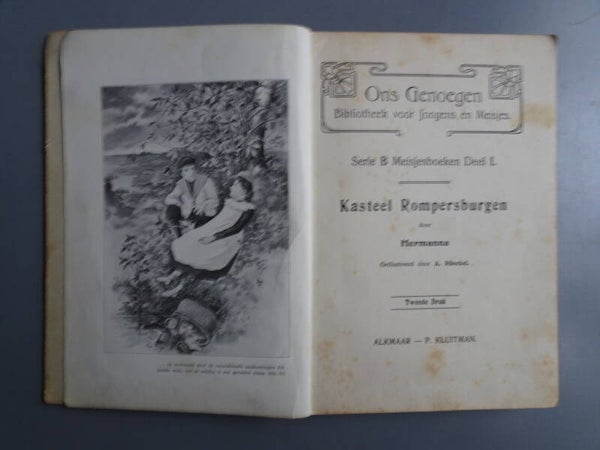 Ons Genoegen
Bibliotheek voor Jongens en Meisjes.
Serie B Meisjesboeken Deel I.
Kasteel Rompersburgen
door
Hermanna
Geïllustreerd door A.
Tweede Druk
ALKMAAR — P. KLUITMAN.